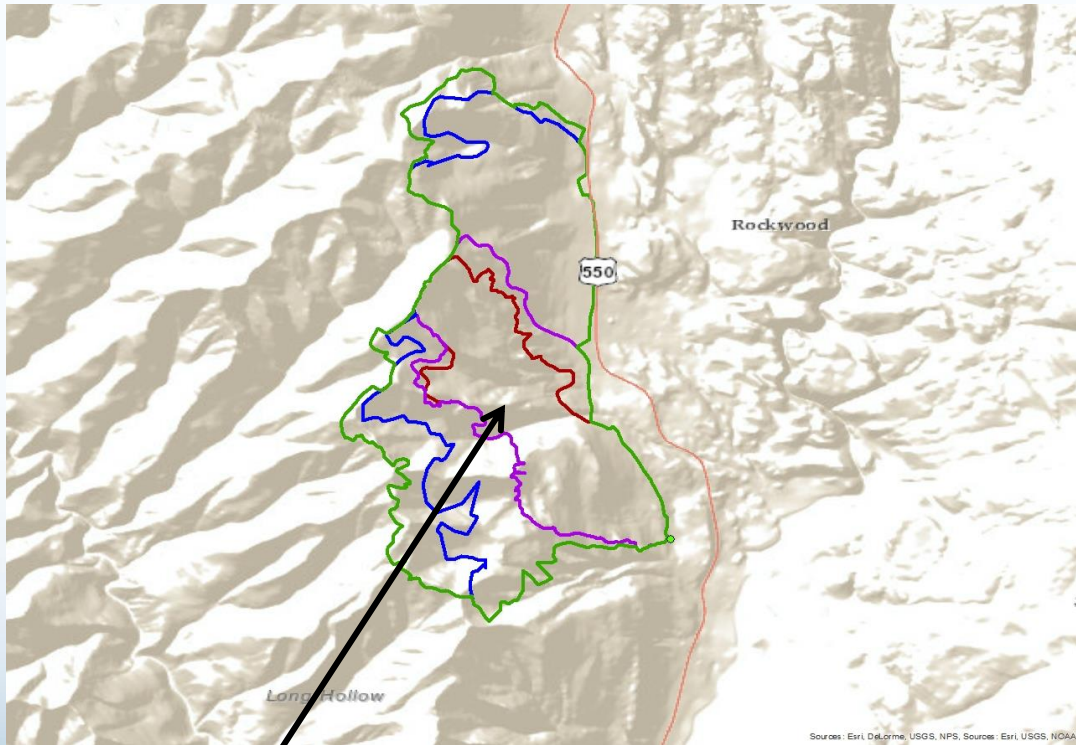 Rockwood
550
Long Hollow
Sources: Esri, DeLorme, USGS, NPS, Sources: Esri, USGS, NOAA